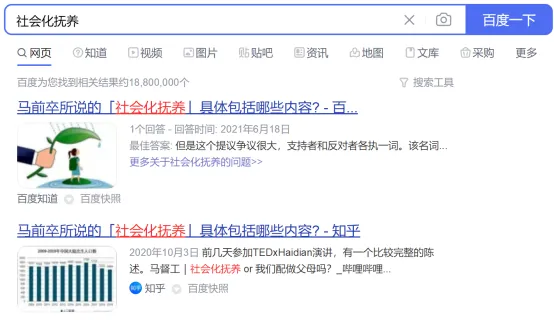 社会化抚养
百度一下
网页 知道 视频 图片 贴吧 资讯 地图 文库 采购 更多
百度为您找到相关结果约18,800,000个 搜索工具
马前卒所说的「社会化抚养」具体包括哪些内容? - 百...
1个回答 - 回答时间: 2021年6月18日
最佳答案: 但是这个提议争议很大，支持者和反对者各执一词。该名词...
更多关于社会化抚养的问题>>
百度知道 百度快照
马前卒所说的「社会化抚养」具体包括哪些内容? - 知乎
2020年10月3日 前几天参加TEDxHaidian演讲，有一个比较完整的陈
述。马督工 | 社会化抚养 or 我们配做父母吗？_哔哩哔哩...
知乎 百度快照